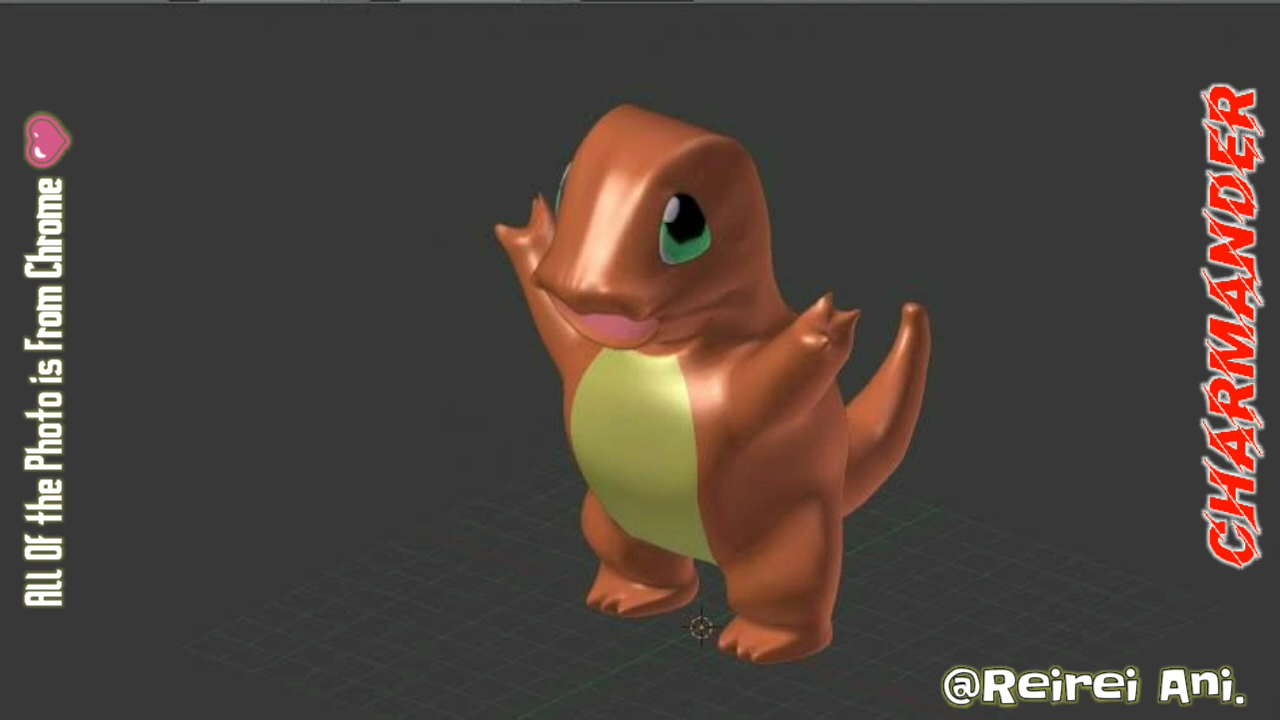 ALL OF the Photo is From Chrome
CHARMANDER
@Reirei Ani.